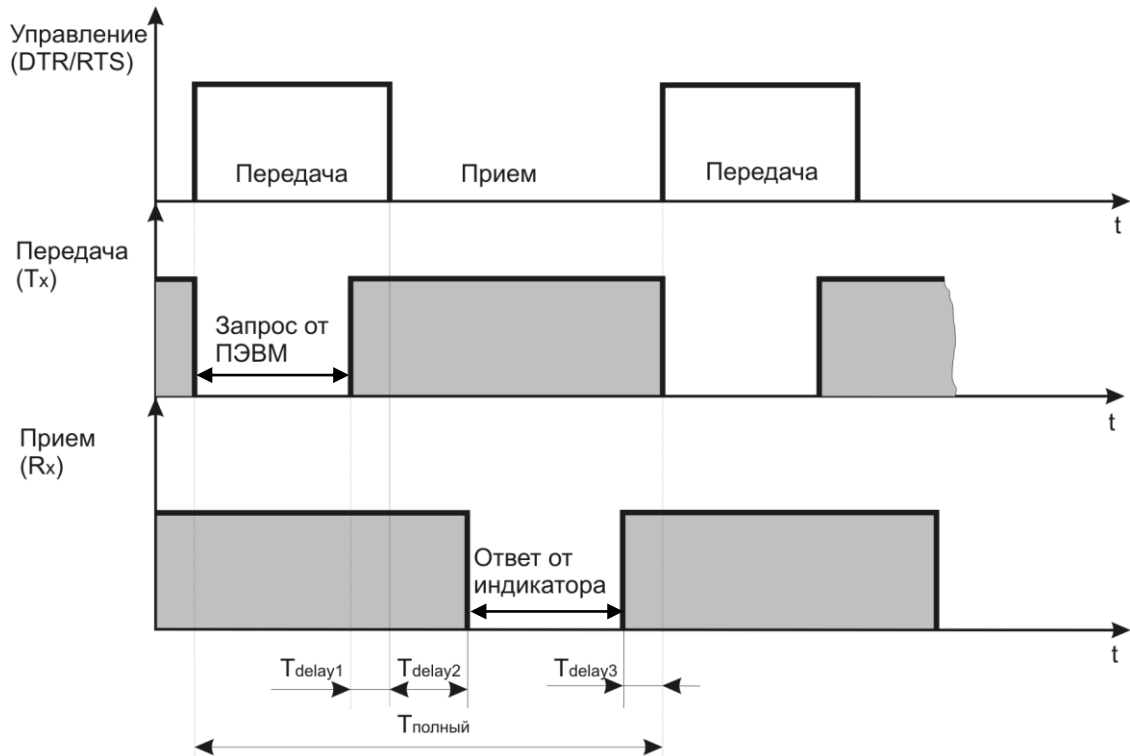 Управление
(DTR/RTS)
Передача
Прием
Передача
t
Передача
(Tx)
Запрос от
ПЭВМ
t
Прием
(Rx)
Ответ от
индикатора
t
Tdelay1
Tdelay2
Tdelay3
Tполный